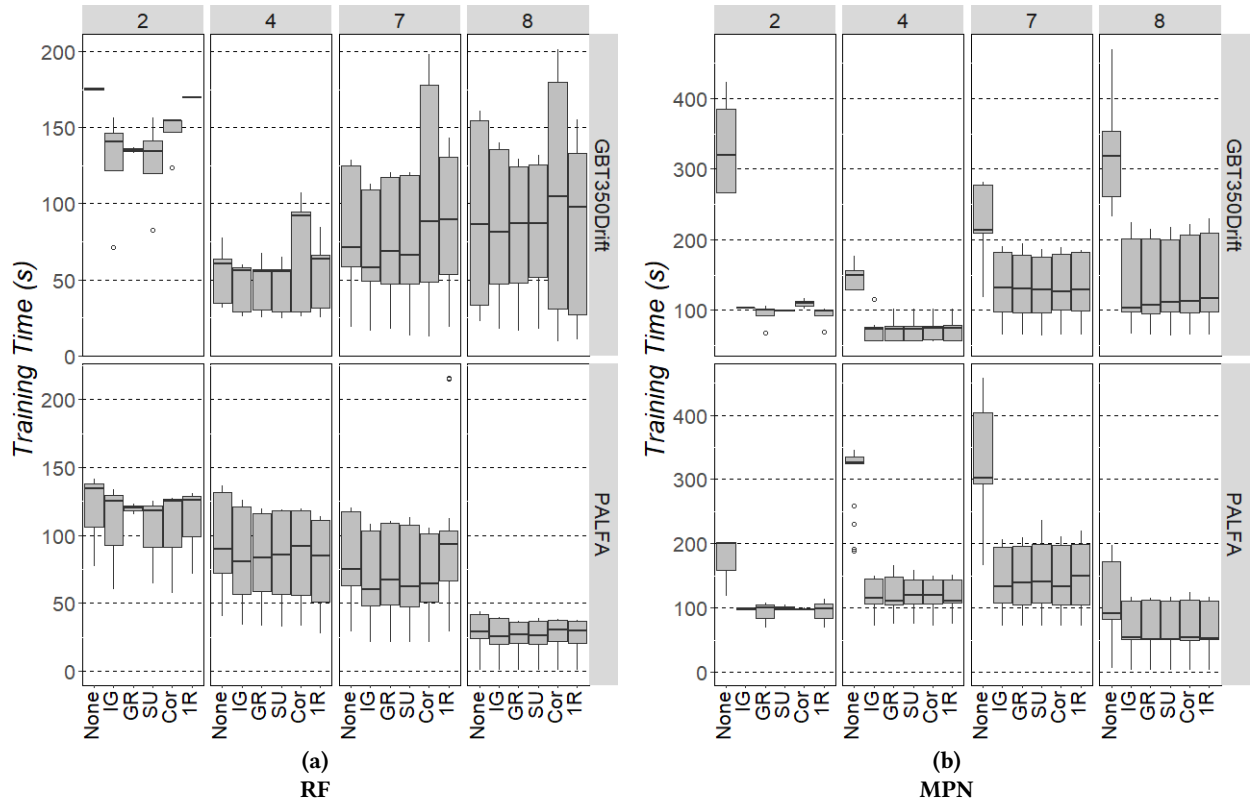 2 4 7 8
Training Time (s)
200
150
100
50
0
GBT350Drift
200
150
100
50
0
PALFA
None IG GR SU Cor 1R None IG GR SU Cor 1R None IG GR SU Cor 1R None IG GR SU Cor 1R
(a)
RF
2 4 7 8
Training Time (s)
400
300
200
100
GBT350Drift
400
300
200
100
0
PALFA
None IG GR SU Cor 1R None IG GR SU Cor 1R None IG GR SU Cor 1R None IG GR SU Cor 1R
(b)
MPN